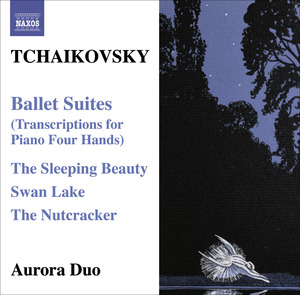 NAXOS
TCHAIKOVSKY
Ballet Suites
(Transcriptions for
Piano Four Hands)
The Sleeping Beauty
Swan Lake
The Nutcracker
Aurora Duo